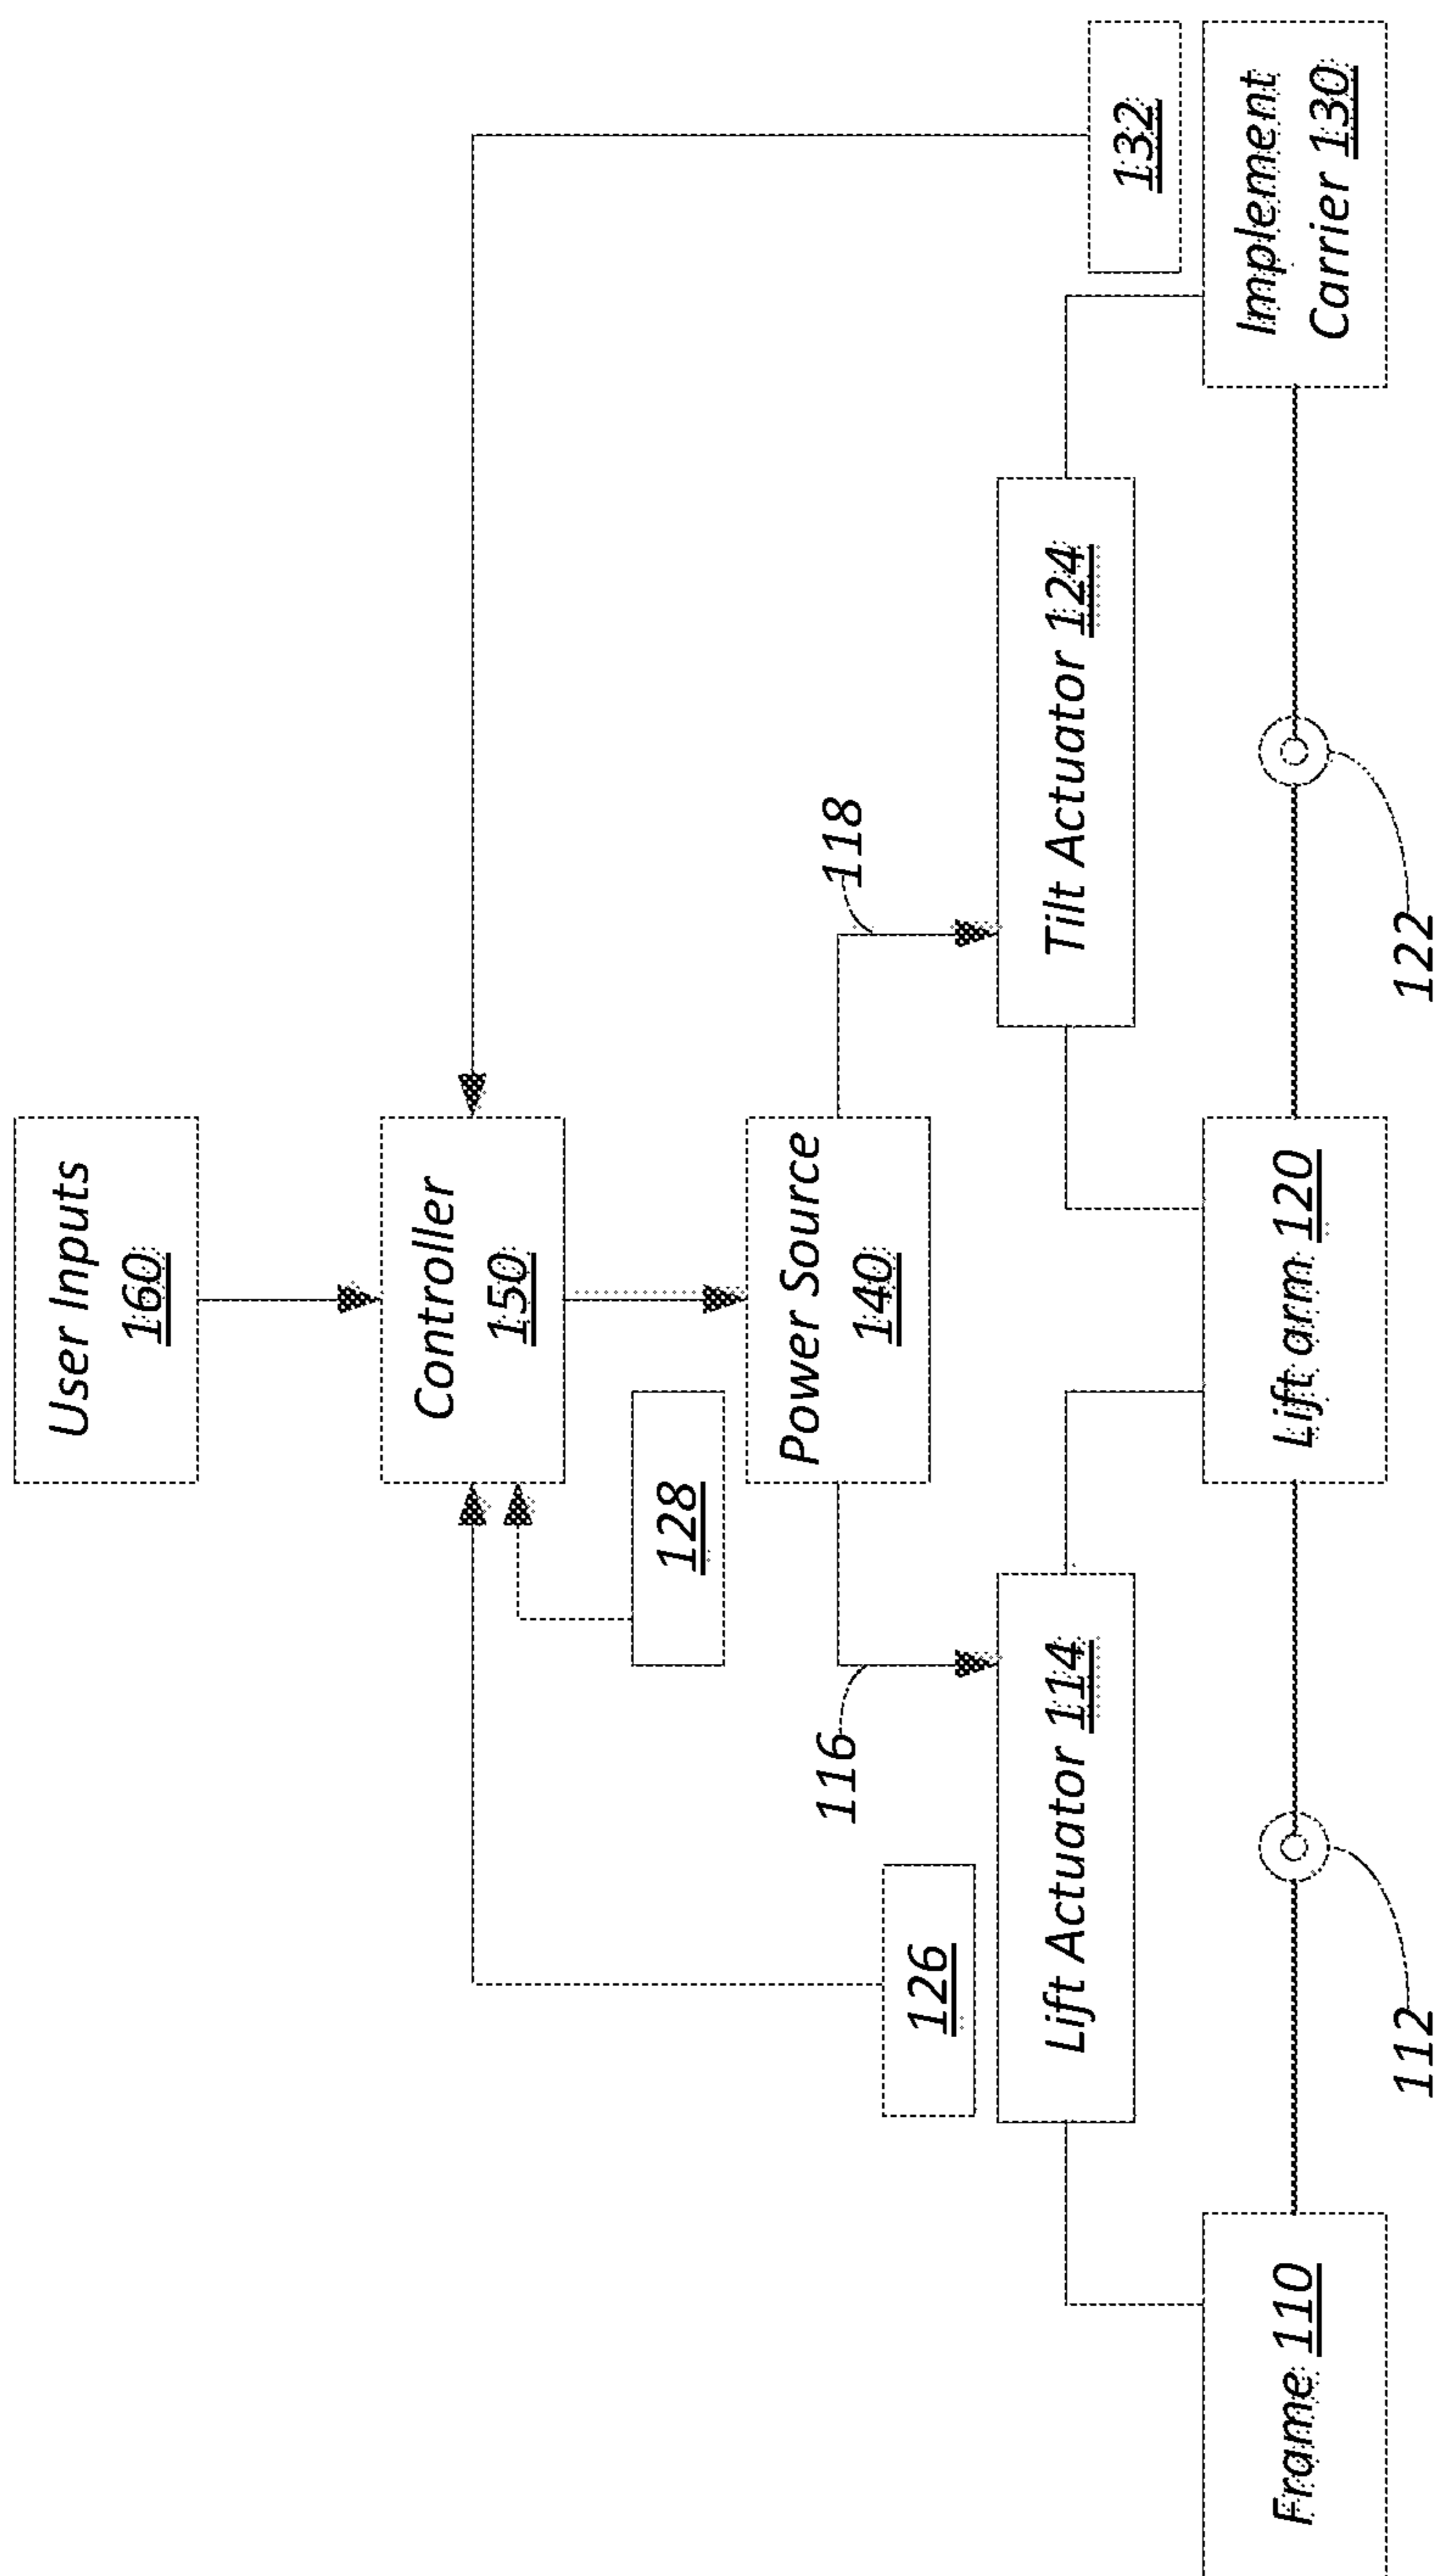 User Inputs
160
Controller
150
128
Power Source
140
126
116
118
Lift Actuator 114
Tilt Actuator 124
132
Frame 110
Lift arm 120
Implement
Carrier 130
112
122